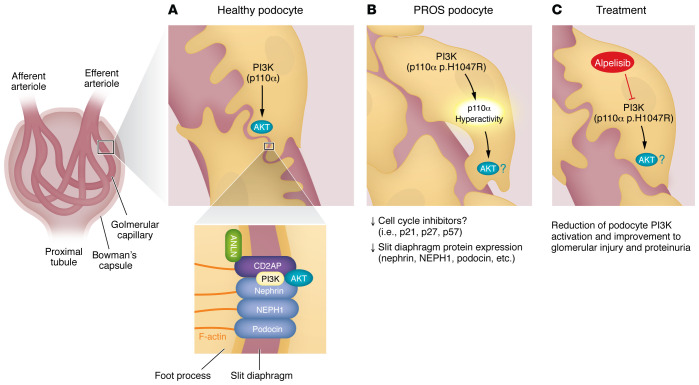 A Healthy podocyte
B PROS podocyte
C Treatment
Afferent
arteriole
Efferent
arteriole
Golmerular
capillary
Bowman's
capsule
Proximal
tubule
PI3K
(p110α)
AKT
ANLN
CD2AP
PI3K
AKT
Nephrin
NEPH1
Podocin
F-actin
Foot process
Slit diaphragm
PI3K
(p110α p.H1047R)
p110α
Hyperactivity
AKT ?
↓ Cell cycle inhibitors?
(i.e., p21, p27, p57)
↓ Slit diaphragm protein expression
(nephrin, NEPH1, podocin, etc.)
Alpelisib
PI3K
(p110α p.H1047R)
AKT ?
Reduction of podocyte PI3K
activation and improvement to
glomerular injury and proteinuria